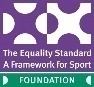 The Equality Standard
A Framework for Sport
FOUNDATION